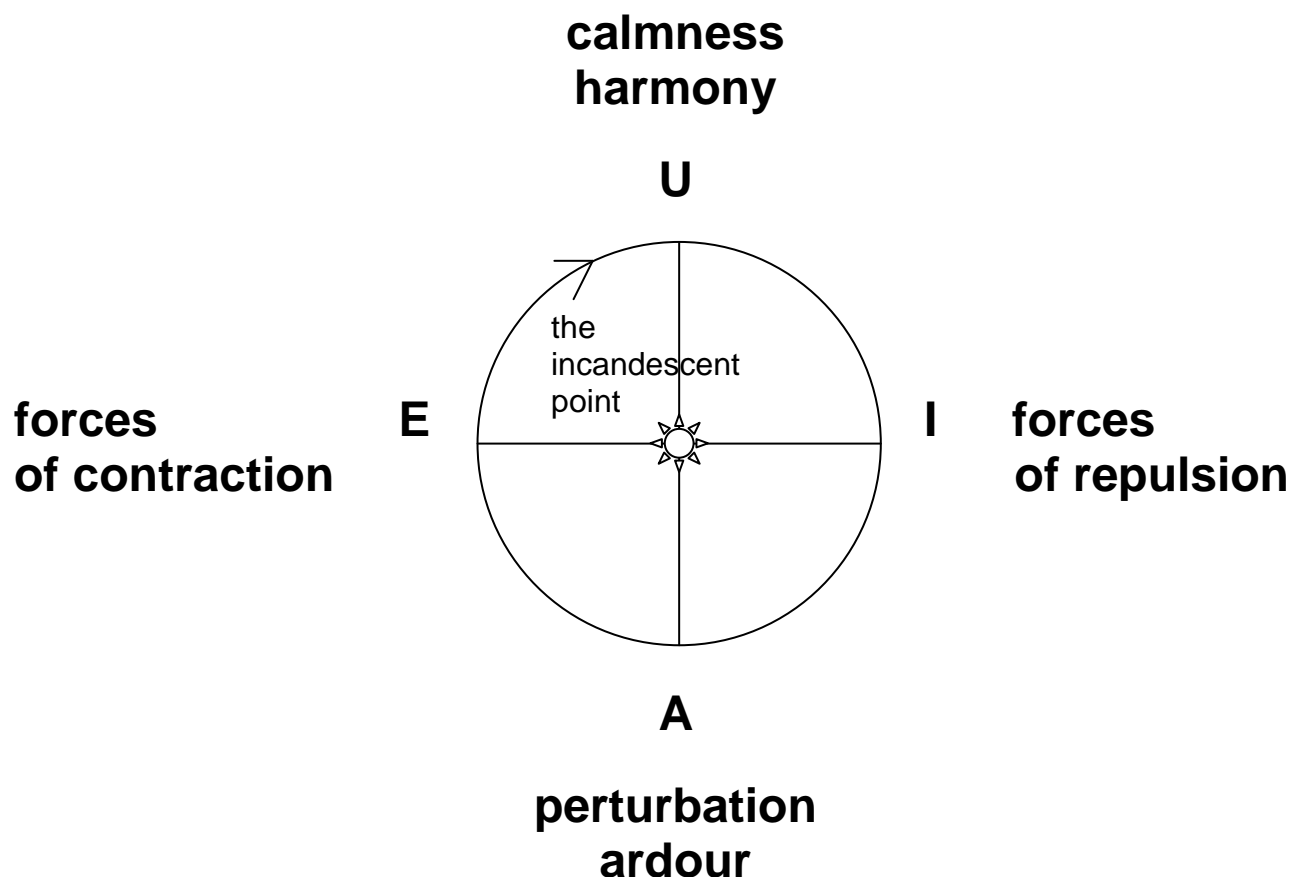 calmness
harmony
U
the
incandescent
point
forces
of contraction
E
I
forces
of repulsion
A
perturbation
ardour